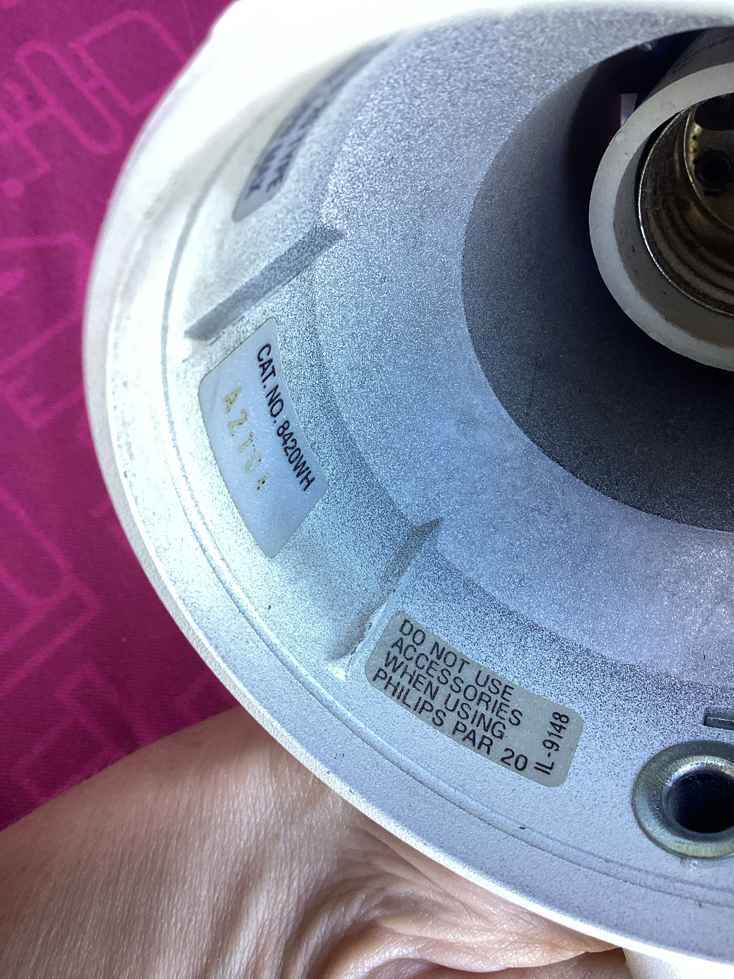 CAT. NO. 8420WH
DO NOT USE
ACCESSORIES
WHEN USING
PHILIPS PAR 20
IL-9148